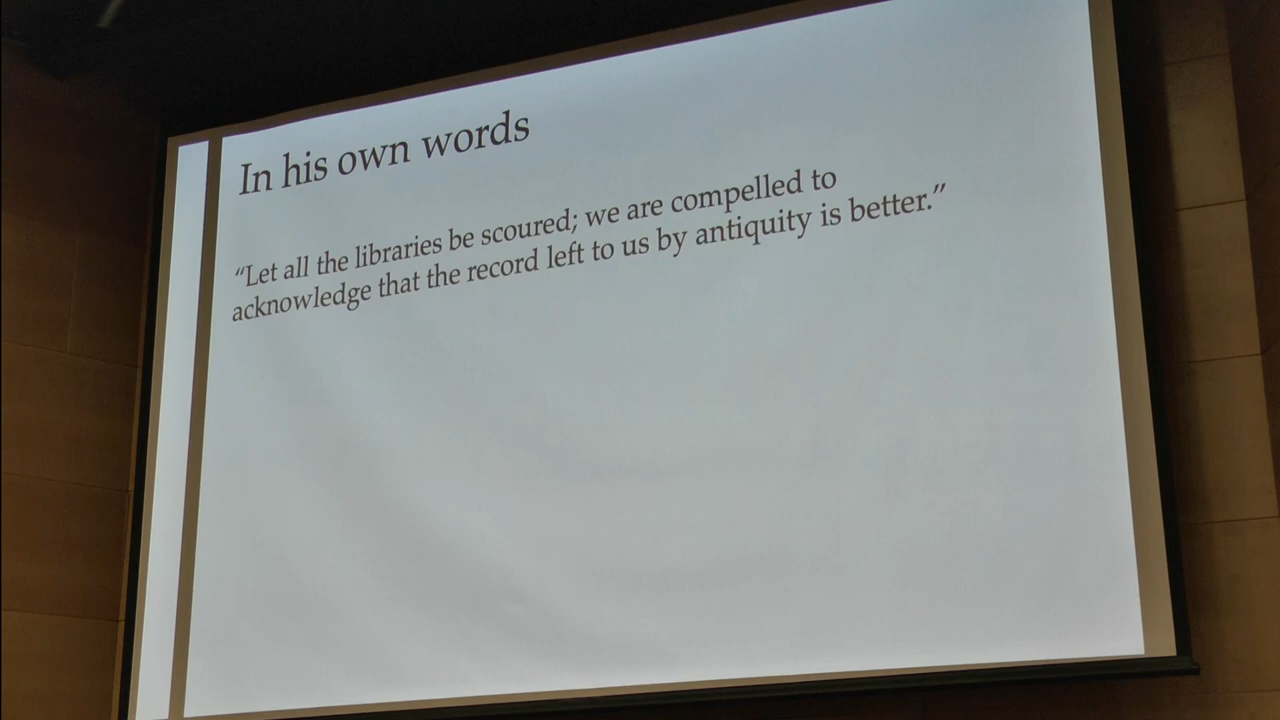 In his own words
“Let all the libraries be scoured; we are compelled to
acknowledge that the record left to us by antiquity is better.”